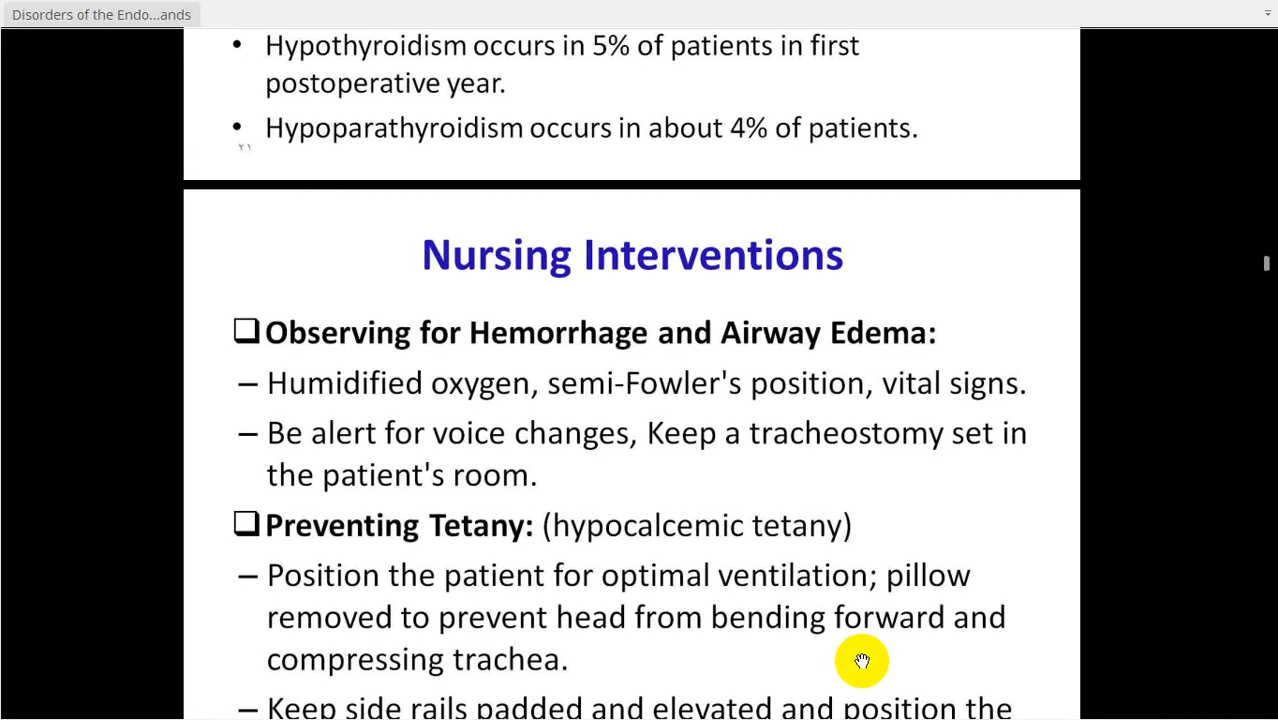 Disorders of the Endo...ands
• Hypothyroidism occurs in 5% of patients in first
postoperative year.
• Hypoparathyroidism occurs in about 4% of patients.
٢١
Nursing Interventions
❑Observing for Hemorrhage and Airway Edema:
– Humidified oxygen, semi-Fowler's position, vital signs.
– Be alert for voice changes, Keep a tracheostomy set in
the patient's room.
❑Preventing Tetany: (hypocalcemic tetany)
– Position the patient for optimal ventilation; pillow
removed to prevent head from bending forward and
compressing trachea.
– Keep side rails padded and elevated and position the